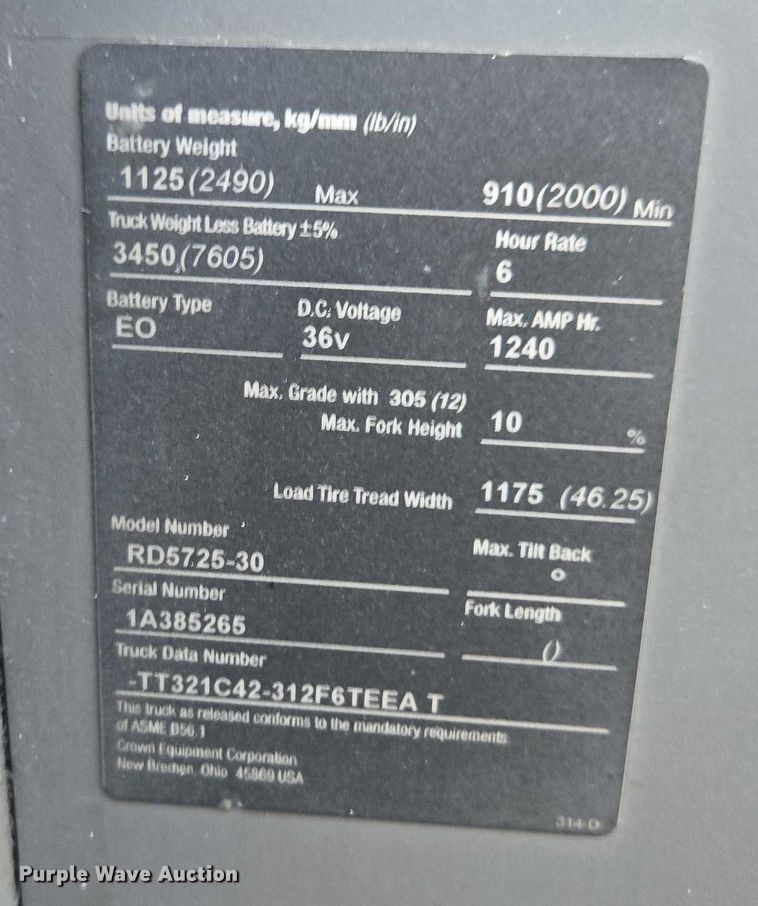 Units of measure, kg/mm (lb/in)
Battery Weight
1125 (2490) Max 910 (2000) Min
Truck Weight Less Battery ±5% Hour Rate
3450 (7605) 6
Battery Type D.C. Voltage Max. AMP Hr.
EO 36v 1240
Max. Grade with 305 (12)
Max. Fork Height 10 %
Load Tire Tread Width 1175 (46.25)
Model Number Max. Tilt Back
RD5725-30 °
Serial Number Fork Length
1A385265 ()
Truck Data Number
-TT321C42-312F6TEEA T
This truck as released conforms to the mandatory requirements
of ASME B56.1
Crown Equipment Corporation
New Bremen, Ohio 45869 USA
314-D
Purple Wave Auction